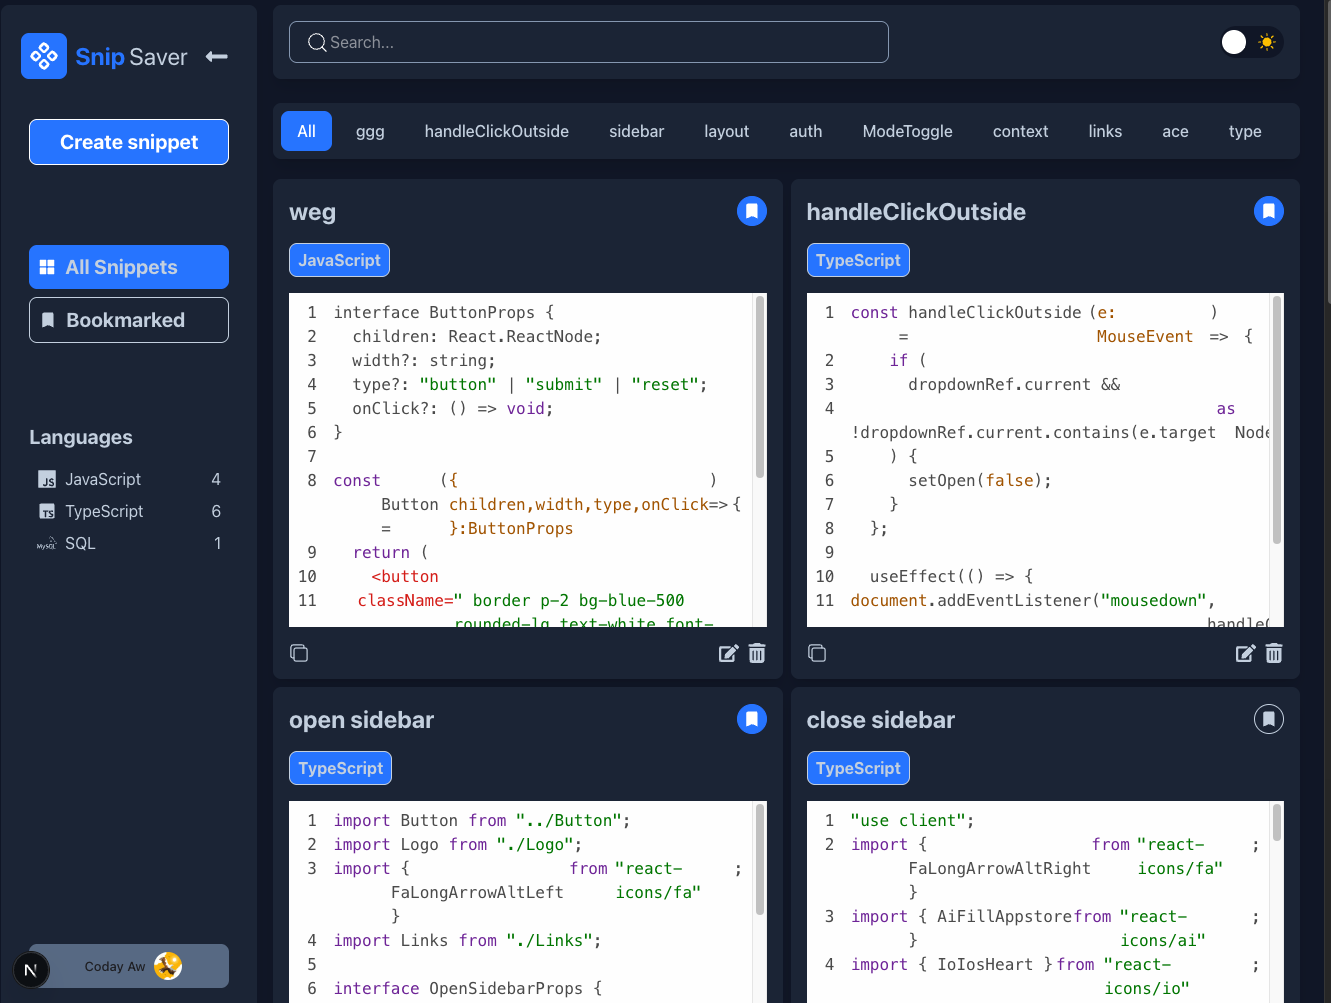 Snip Saver
Search...
Create snippet
All
ggg
handleClickOutside
sidebar
layout
auth
ModeToggle
context
links
ace
type
All Snippets
Bookmarked
Languages
JavaScript 4
TypeScript 6
MySQL SQL 1
N
Coday Aw
weg
JavaScript
1 interface ButtonProps {
2 children: React.ReactNode;
3 width?: string;
4 type?: "button" | "submit" | "reset";
5 onClick?: () => void;
6 }
7
8 const ({ )
Button children,width,type,onClick=> {
= }:ButtonProps
9 return (
10 <button
11 className=" border p-2 bg-blue-500
rounded-lg text-white font-
handleClickOutside
TypeScript
1 const handleClickOutside (e: )
= MouseEvent => {
2 if (
3 dropdownRef.current &&
4 as
!dropdownRef.current.contains(e.target Node
5 ) {
6 setOpen(false);
7 }
8 };
9
10 useEffect(() => {
11 document.addEventListener("mousedown",
open sidebar
TypeScript
1 import Button from "../Button";
2 import Logo from "./Logo";
3 import { from "react- ;
FaLongArrowAltLeft icons/fa"
}
4 import Links from "./Links";
5
6 interface OpenSidebarProps {
close sidebar
TypeScript
1 "use client";
2 import { from "react- ;
FaLongArrowAltRight icons/fa"
}
3 import { AiFillAppstore from "react- ;
} icons/ai"
4 import { IoIosHeart } from "react- ;
icons/io"